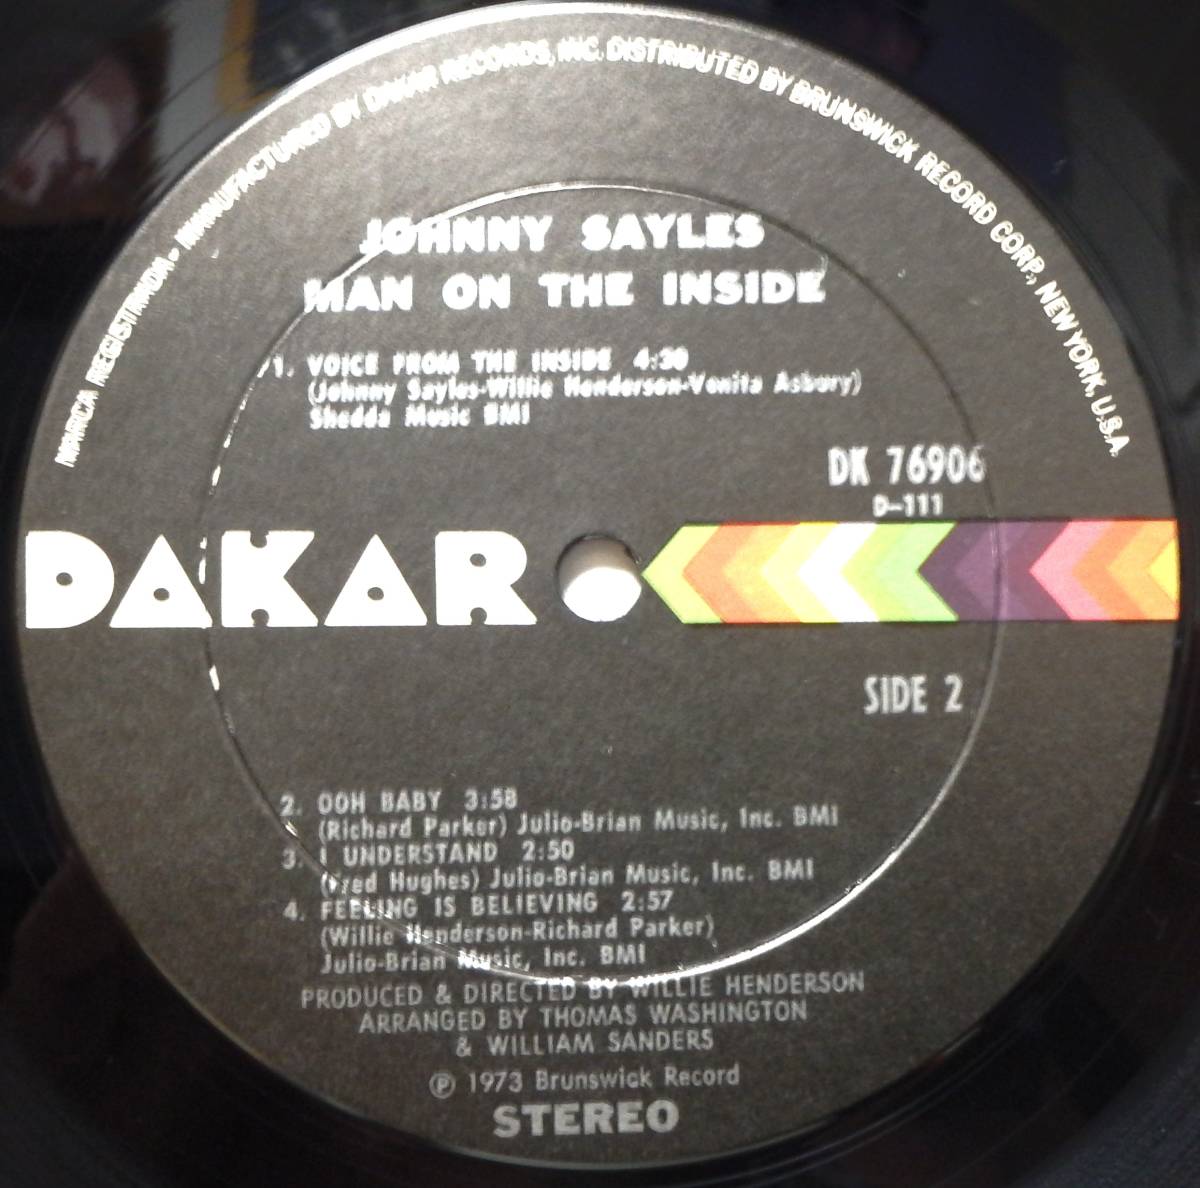 MARCA REGISTRADA - MANUFACTURED BY DAKAR RECORDS, INC. DISTRIBUTED BY BRUNSWICK RECORD CORP., NEW YORK, U.S.A.
JOHNNY SAYLES
MAN ON THE INSIDE
1. VOICE FROM THE INSIDE 4:30
(Johnny Sayles-Willie Henderson-Venita Asbury)
Shedda Music BMI
DK 76906
D-111
DAKAR
SIDE 2
2. OOH BABY 3:58
(Richard Parker) Julio-Brian Music, Inc. BMI
3. I UNDERSTAND 2:50
(Fred Hughes) Julio-Brian Music, Inc. BMI
4. FEELING IS BELIEVING 2:57
(Willie Henderson-Richard Parker)
Julio-Brian Music, Inc. BMI
PRODUCED & DIRECTED BY WILLIE HENDERSON
ARRANGED BY THOMAS WASHINGTON
& WILLIAM SANDERS
℗ 1973 Brunswick Record
STEREO